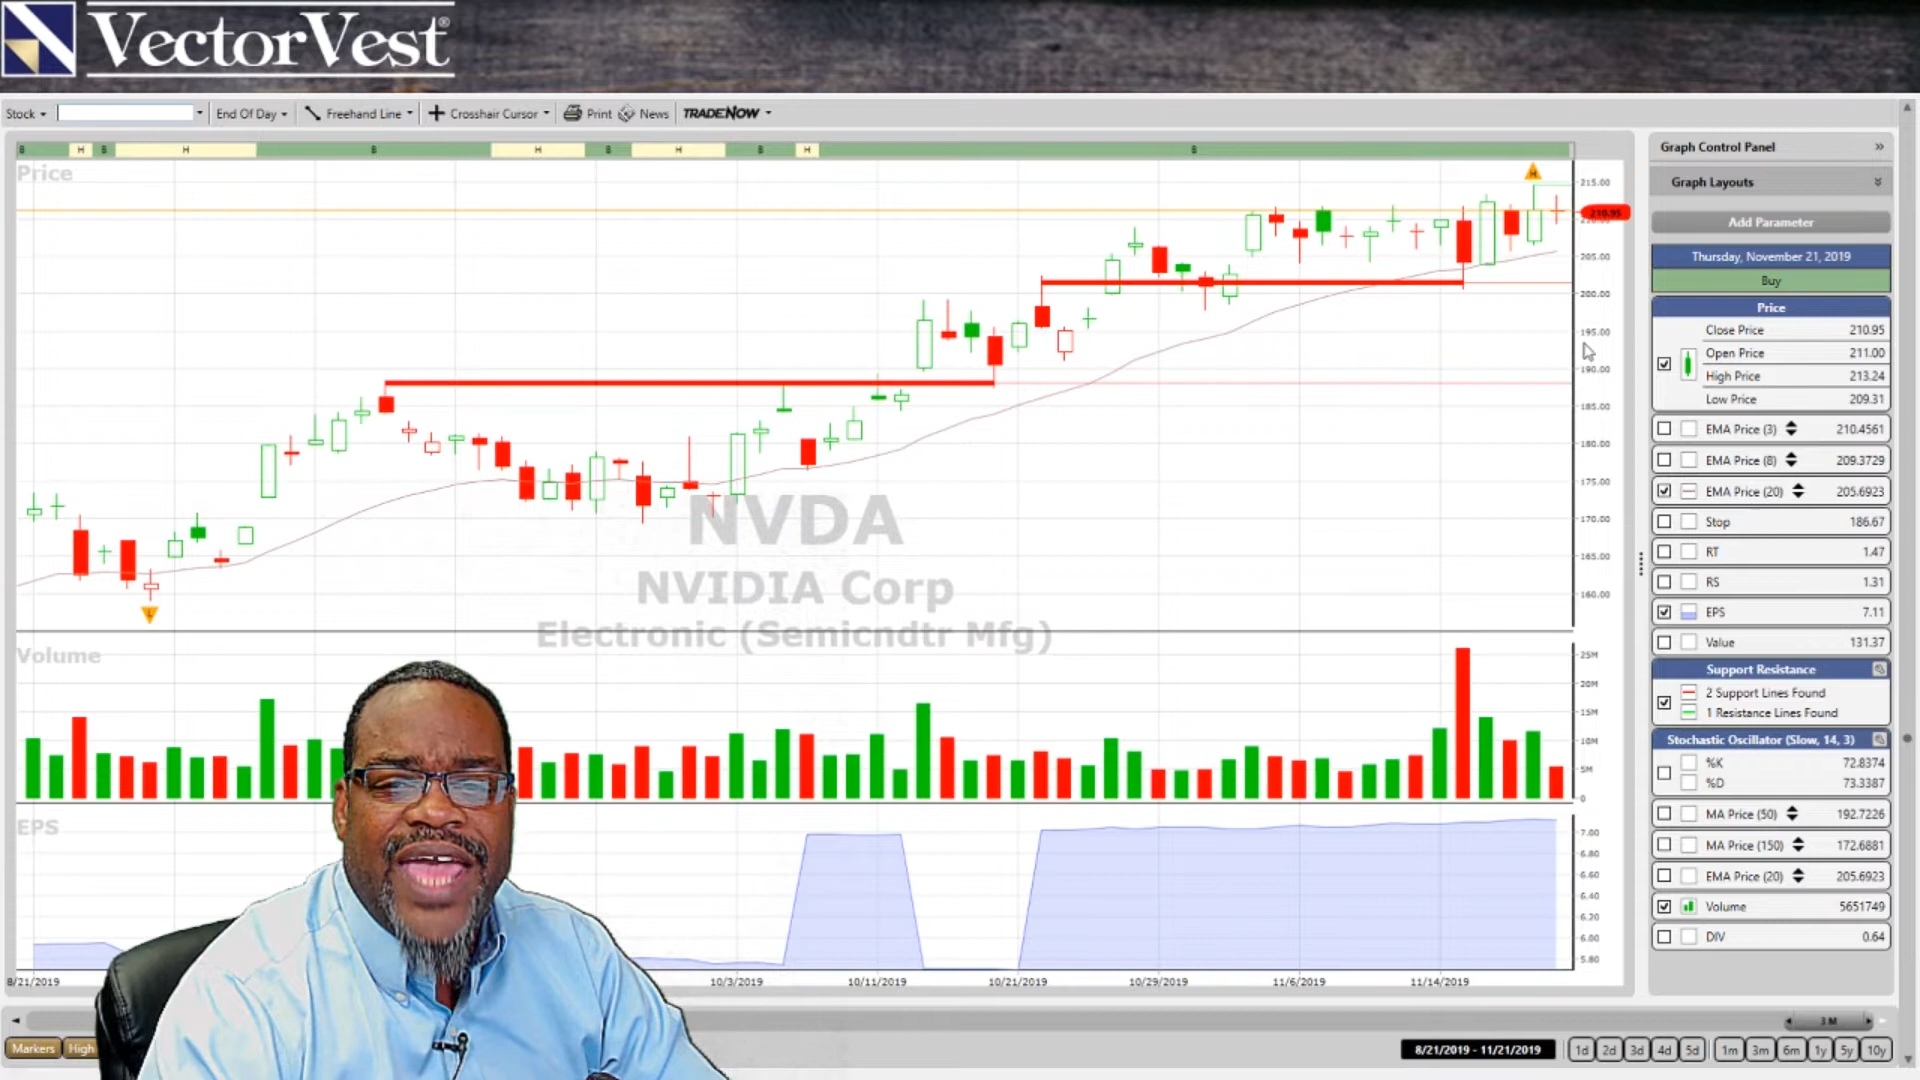 VectorVest®
Stock
End Of Day
Freehand Line
Crosshair Cursor
Print
News
TRADENOW
B H B H B H B H B H B
Price
215.00
210.95
205.00
200.00
195.00
190.00
185.00
180.00
175.00
170.00
165.00
160.00
H
L
NVDA
NVIDIA Corp
Electronic (Semicndtr Mfg)
Volume
25M
20M
15M
10M
5M
0
EPS
7.00
6.80
6.60
6.40
6.20
6.00
5.80
8/21/2019 10/3/2019 10/11/2019 10/21/2019 10/29/2019 11/6/2019 11/14/2019
Markers
High
3 M
8/21/2019 - 11/21/2019
1d 2d 3d 4d 5d 1m 3m 6m 1y 5y 10y
Graph Control Panel
Graph Layouts
Add Parameter
Thursday, November 21, 2019
Buy
Price
Close Price 210.95
Open Price 211.00
High Price 213.24
Low Price 209.31
EMA Price (3) 210.4561
EMA Price (8) 209.3729
EMA Price (20) 205.6923
Stop 186.67
RT 1.47
RS 1.31
EPS 7.11
Value 131.37
Support Resistance
2 Support Lines Found
1 Resistance Lines Found
Stochastic Oscillator (Slow, 14, 3)
%K 72.8374
%D 73.3387
MA Price (50) 192.7226
MA Price (150) 172.6881
EMA Price (20) 205.6923
Volume 5651749
DIV 0.64